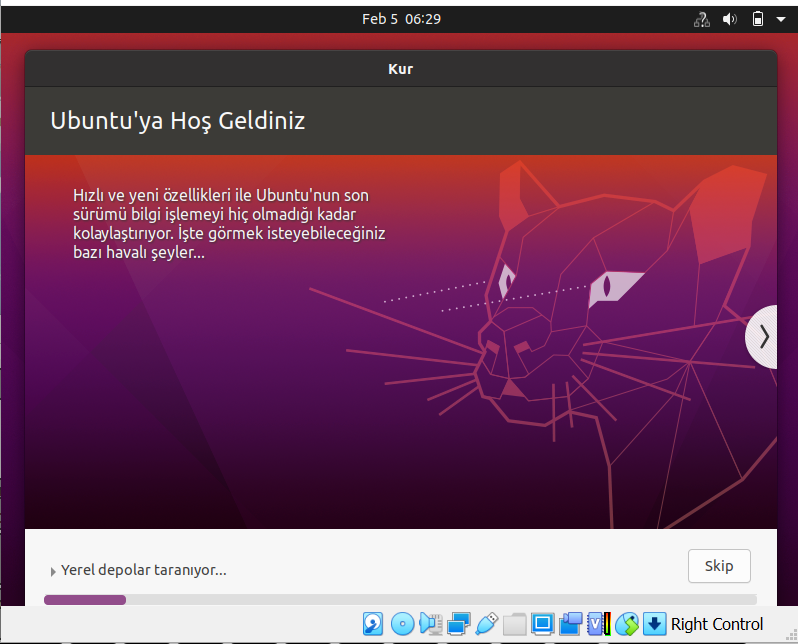 Feb 5 06:29
Kur
Ubuntu'ya Hoş Geldiniz
Hızlı ve yeni özellikleri ile Ubuntu'nun son
sürümü bilgi işlemeyi hiç olmadığı kadar
kolaylaştırıyor. İşte görmek isteyebileceğiniz
bazı havalı şeyler...
Yerel depolar taranıyor...
Skip
Right Control